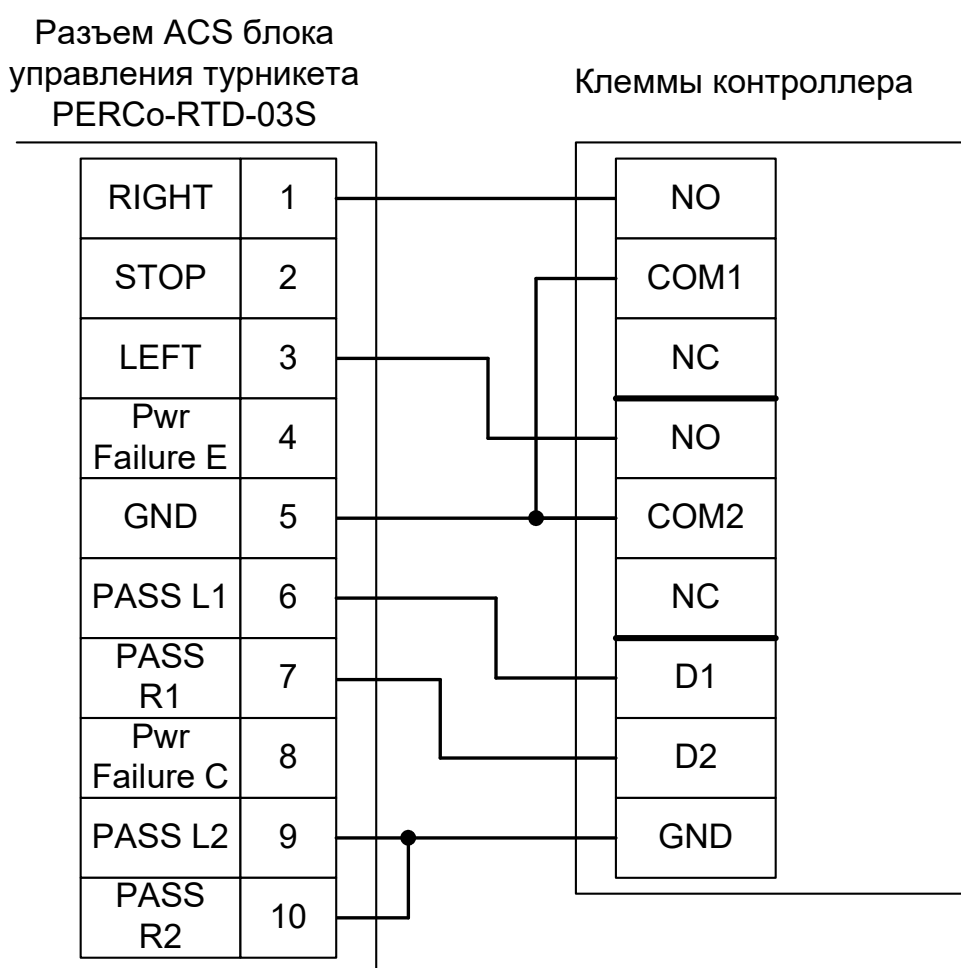 Разъем ACS блока
управления турникета
PERCo-RTD-03S
Клеммы контроллера
RIGHT 1
STOP 2
LEFT 3
Pwr
Failure E 4
GND 5
PASS L1 6
PASS
R1 7
Pwr
Failure C 8
PASS L2 9
PASS
R2 10
NO
COM1
NC
NO
COM2
NC
D1
D2
GND